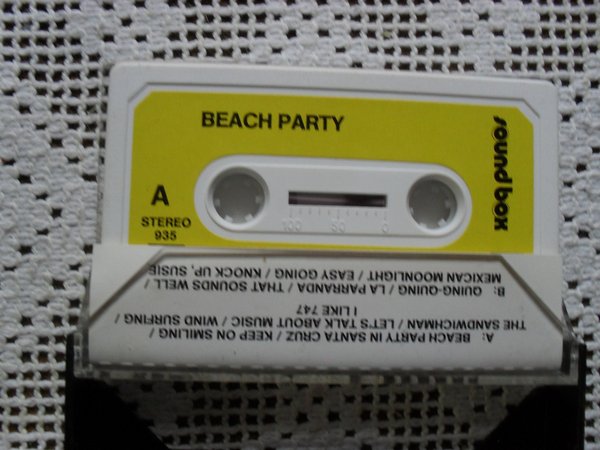 BEACH PARTY
soundbox
A
STEREO
935
100 50 0
A: BEACH PARTY IN SANTA CRUZ / KEEP ON SMILING /
THE SANDWICHMAN / LET'S TALK ABOUT MUSIC / WIND SURFING /
I LIKE 747
B: QUING-QUING / LA PARRANDA / THAT SOUNDS WELL /
MEXICAN MOONLIGHT / EASY GOING / KNOCK UP, SUSIE